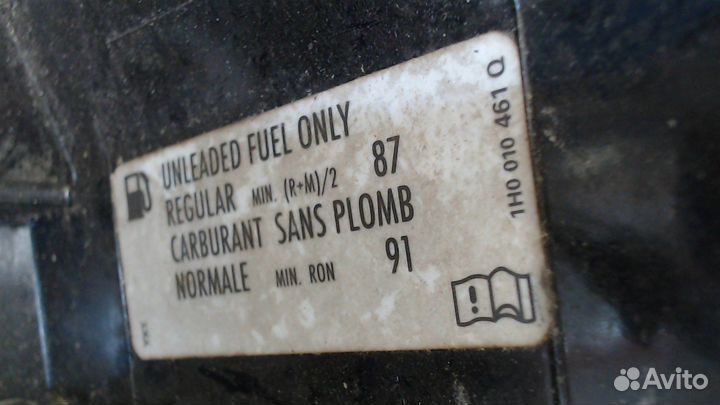 UNLEADED FUEL ONLY
REGULAR MIN. (R+M)/2 87
CARBURANT SANS PLOMB
NORMALE MIN. RON 91
1H0 010 461 Q
Avito